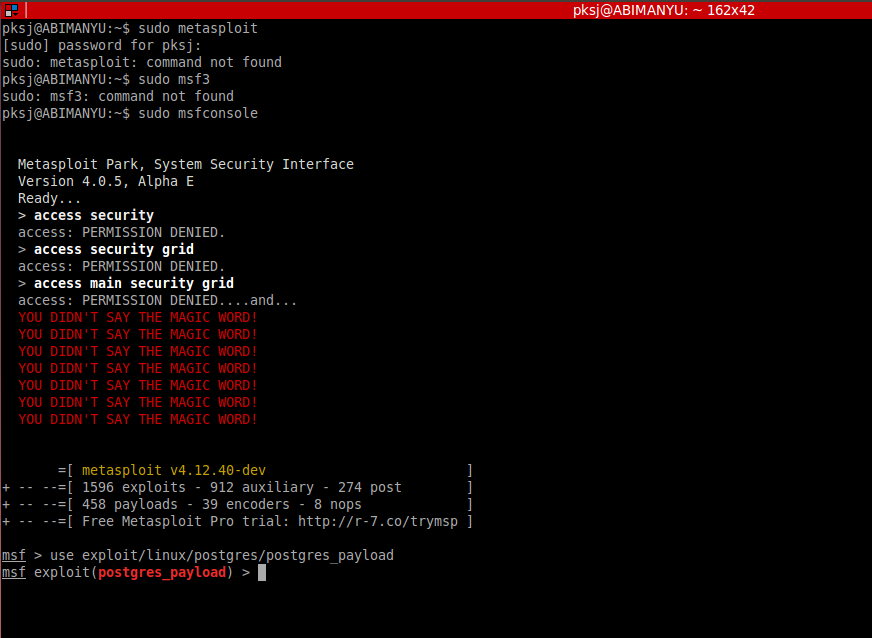 pksj@ABIMANYU: ~ 162x42
pksj@ABIMANYU:~$ sudo metasploit
[sudo] password for pksj:
sudo: metasploit: command not found
pksj@ABIMANYU:~$ sudo msf3
sudo: msf3: command not found
pksj@ABIMANYU:~$ sudo msfconsole
Metasploit Park, System Security Interface
Version 4.0.5, Alpha E
Ready...
> access security
access: PERMISSION DENIED.
> access security grid
access: PERMISSION DENIED.
> access main security grid
access: PERMISSION DENIED....and...
YOU DIDN'T SAY THE MAGIC WORD!
YOU DIDN'T SAY THE MAGIC WORD!
YOU DIDN'T SAY THE MAGIC WORD!
YOU DIDN'T SAY THE MAGIC WORD!
YOU DIDN'T SAY THE MAGIC WORD!
YOU DIDN'T SAY THE MAGIC WORD!
YOU DIDN'T SAY THE MAGIC WORD!
=[ metasploit v4.12.40-dev ]
+ -- --=[ 1596 exploits - 912 auxiliary - 274 post ]
+ -- --=[ 458 payloads - 39 encoders - 8 nops ]
+ -- --=[ Free Metasploit Pro trial: http://r-7.co/trymsp ]
msf > use exploit/linux/postgres/postgres_payload
msf exploit(postgres_payload) >